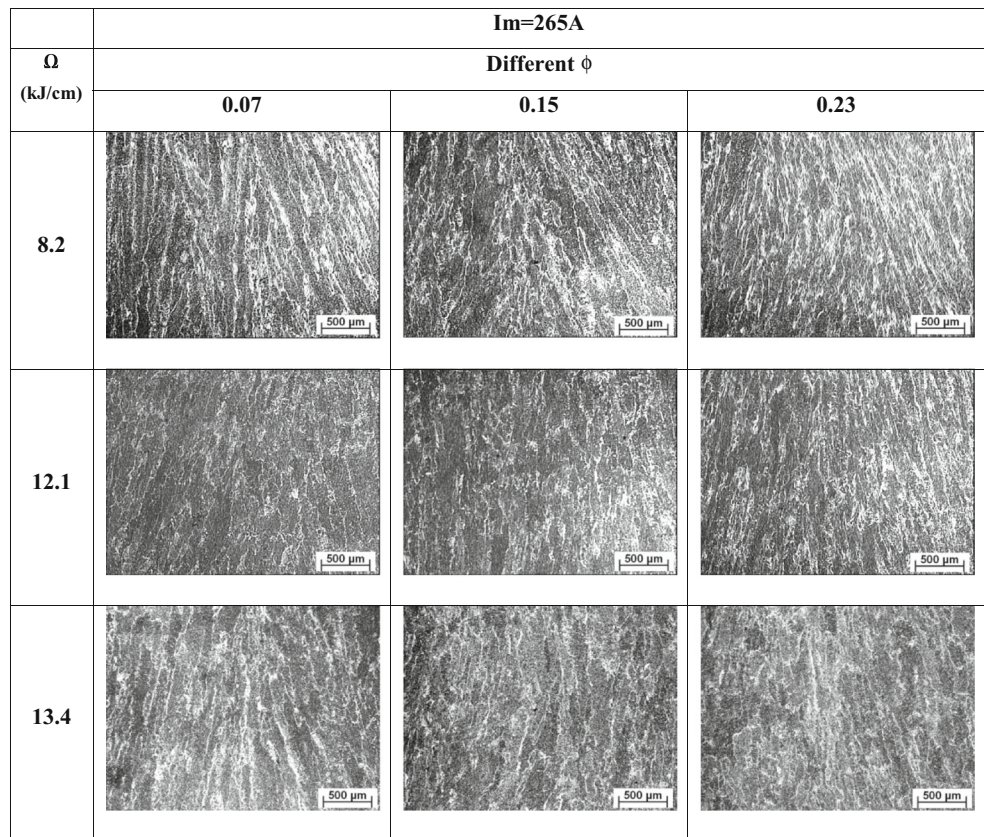 Im=265A
Ω
(kJ/cm)
Different ϕ
0.07 0.15 0.23
8.2
500 µm 500 µm 500 µm
12.1
500 µm 500 µm 500 µm
13.4
500 µm 500 µm 500 µm